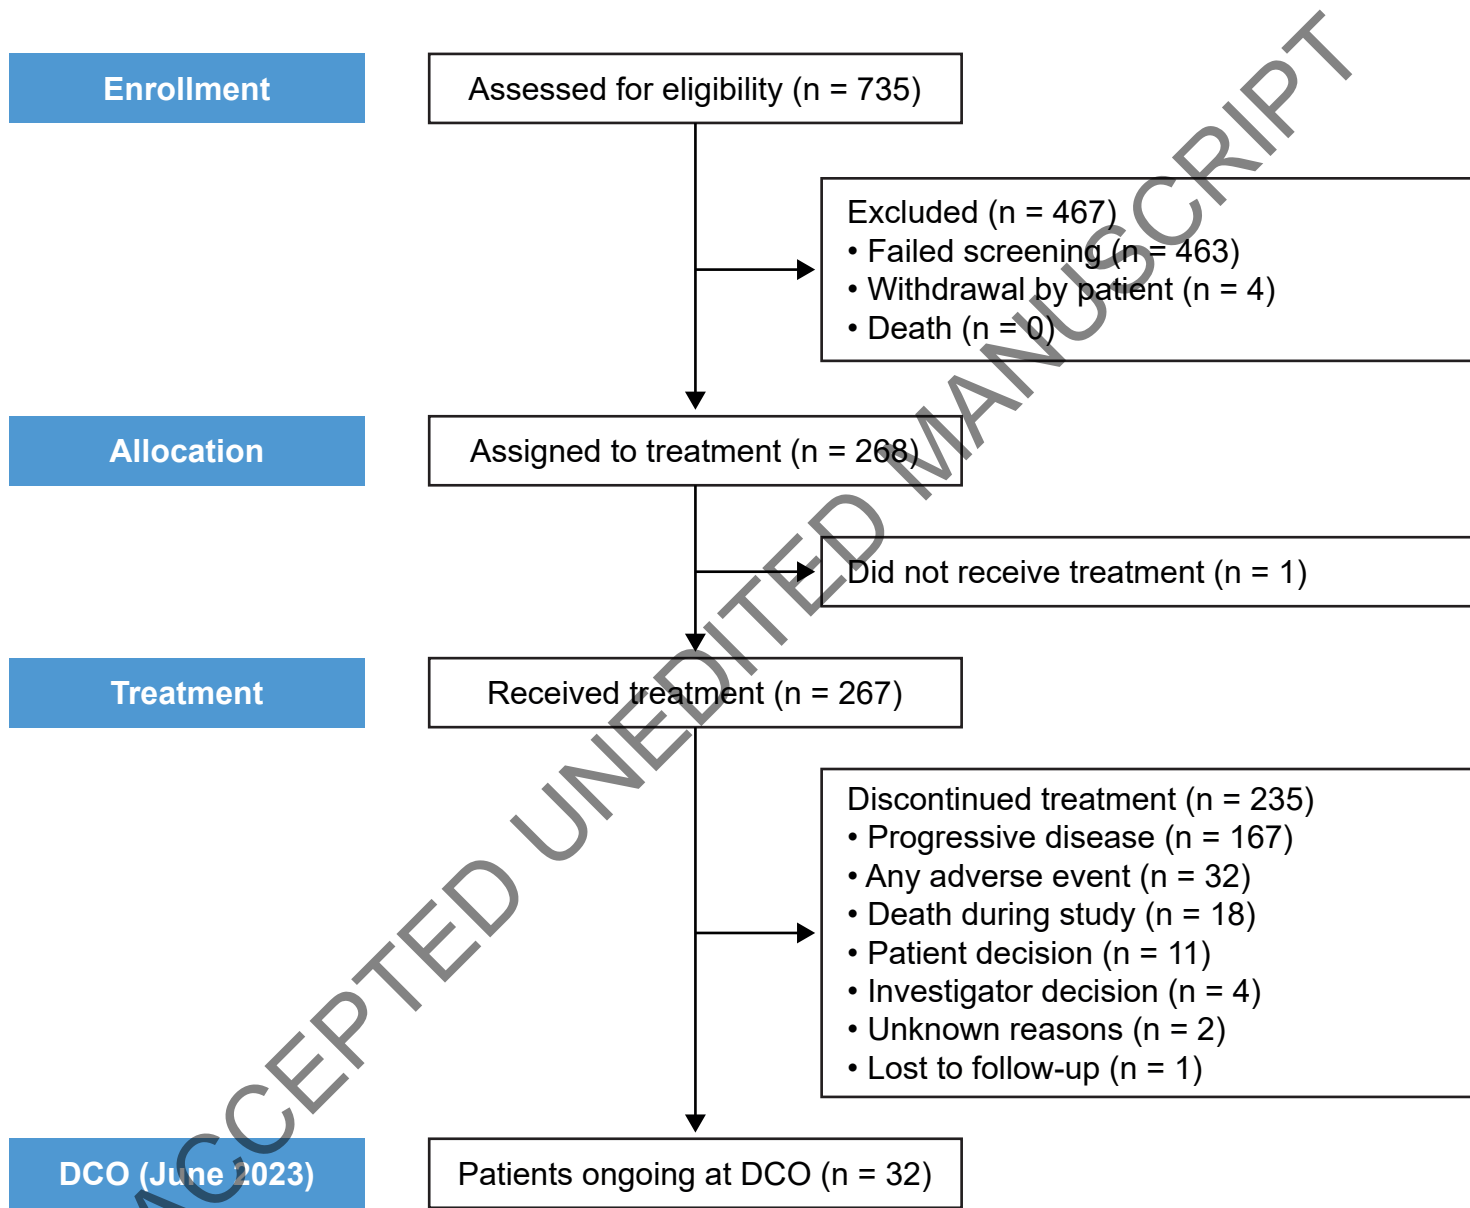 Enrollment
Assessed for eligibility (n = 735)
Excluded (n = 467)
• Failed screening (n = 463)
• Withdrawal by patient (n = 4)
• Death (n = 0)
Allocation
Assigned to treatment (n = 268)
Did not receive treatment (n = 1)
Treatment
Received treatment (n = 267)
Discontinued treatment (n = 235)
• Progressive disease (n = 167)
• Any adverse event (n = 32)
• Death during study (n = 18)
• Patient decision (n = 11)
• Investigator decision (n = 4)
• Unknown reasons (n = 2)
• Lost to follow-up (n = 1)
DCO (June 2023)
Patients ongoing at DCO (n = 32)
ACCEPTED UNEDITED MANUSCRIPT